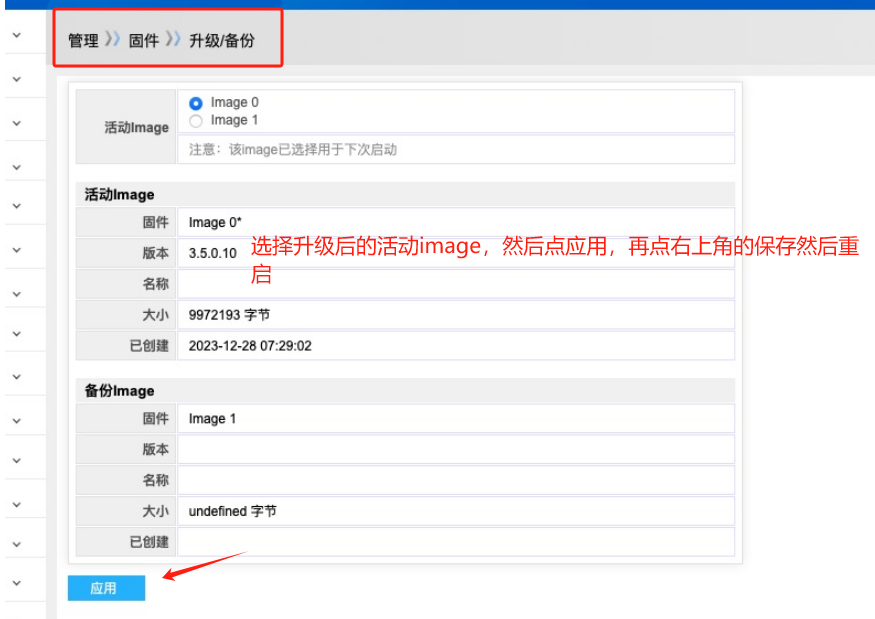 管理 》 固件 》 升级/备份
活动Image
Image 0
Image 1
注意：该image已选择用于下次启动
活动Image
固件 Image 0*
版本 3.5.0.10
选择升级后的活动image，然后点应用，再点右上角的保存然后重
启
名称
大小 9972193 字节
已创建 2023-12-28 07:29:02
备份Image
固件 Image 1
版本
名称
大小 undefined 字节
已创建
应用